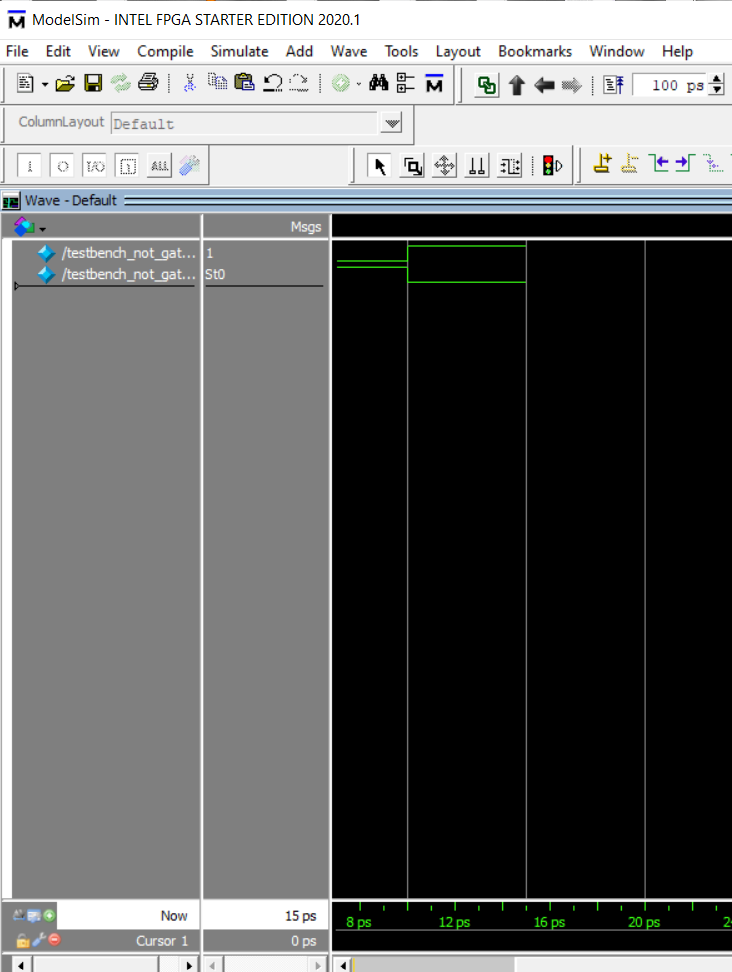 ModelSim - INTEL FPGA STARTER EDITION 2020.1
File Edit View Compile Simulate Add Wave Tools Layout Bookmarks Window Help
100 ps
ColumnLayout Default
ALL
Wave - Default
Msgs
/testbench_not_gat... 1
/testbench_not_gat... St0
Now 15 ps
8 ps 12 ps 16 ps 20 ps
Cursor 1 0 ps